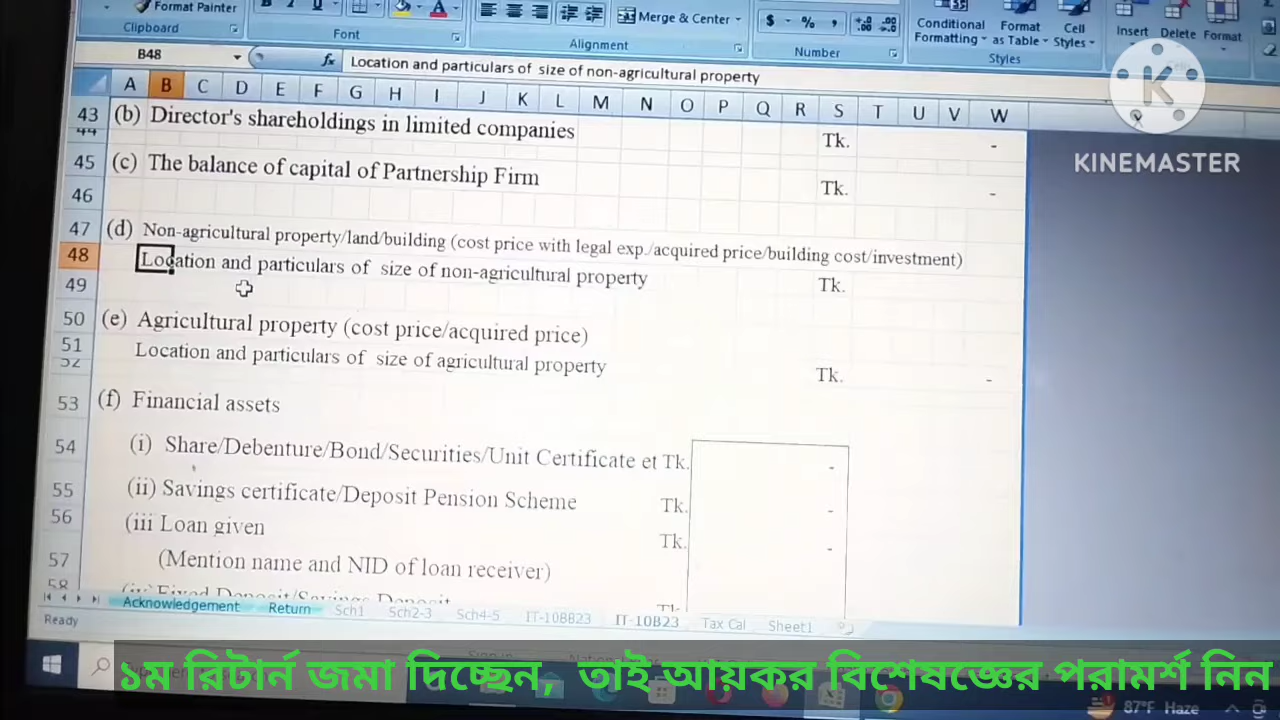 Format Painter
Merge & Center
$ % ,
Conditional Formatting
Format as Table
Cell Styles
Insert Delete Format
Clipboard Font Alignment Number Styles
B48 fx Location and particulars of size of non-agricultural property
A B C D E F G H I J K L M N O P Q R S T U V W
43 (b) Director's shareholdings in limited companies Tk. -
44
45 (c) The balance of capital of Partnership Firm Tk. -
46
47 (d) Non-agricultural property/land/building (cost price with legal exp./acquired price/building cost/investment)
48 Location and particulars of size of non-agricultural property Tk.
49
50 (e) Agricultural property (cost price/acquired price)
51 Location and particulars of size of agricultural property
52 Tk. -
53 (f) Financial assets
54 (i) Share/Debenture/Bond/Securities/Unit Certificate et Tk. -
55 (ii) Savings certificate/Deposit Pension Scheme Tk. -
56 (iii Loan given Tk. -
57 (Mention name and NID of loan receiver)
58
Acknowledgement Return Sch1 Sch2-3 Sch4-5 IT-10BB23 IT-10B23 Tax Cal Sheet1
Ready
K
KINEMASTER
১ম রিটার্ন জমা দিচ্ছেন, তাই আয়কর বিশেষজ্ঞের পরামর্শ নিন
87°F Haze